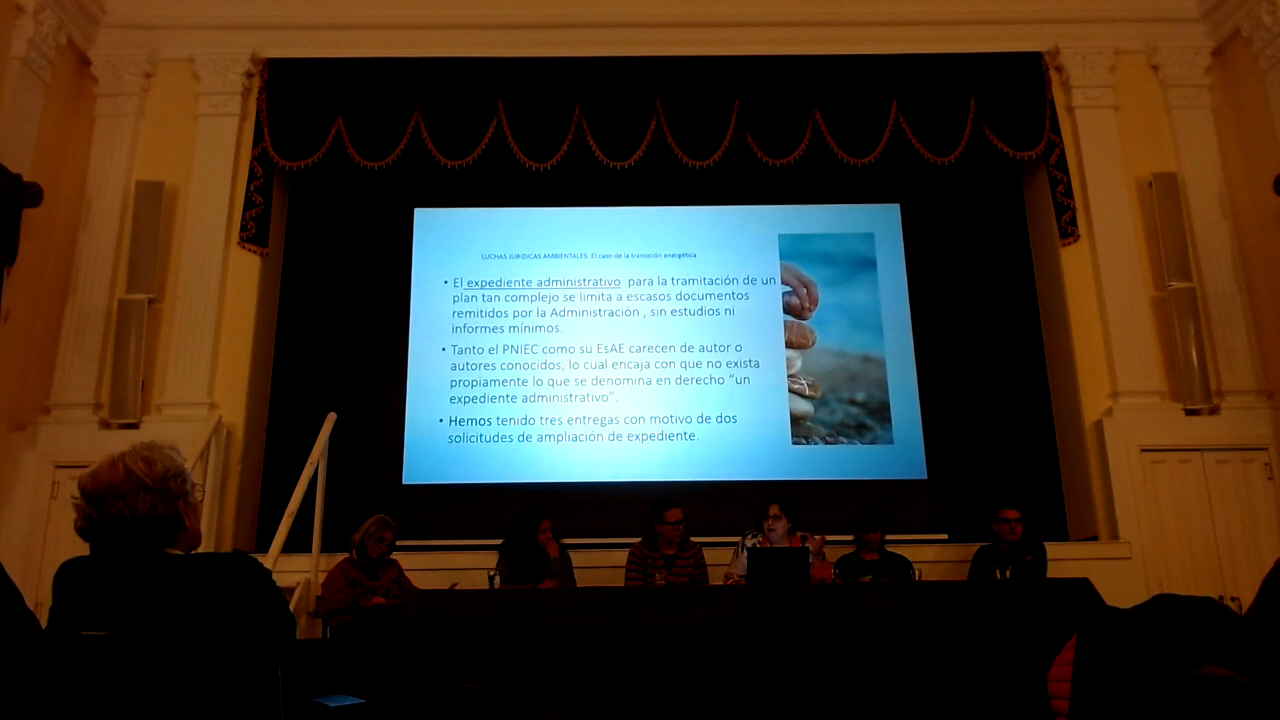 LUCHAS JURIDICAS AMBIENTALES: El caso de la transición energética
• El expediente administrativo para la tramitación de un
plan tan complejo se limita a escasos documentos
remitidos por la Administración , sin estudios ni
informes mínimos.
• Tanto el PNIEC como su EsAE carecen de autor o
autores conocidos, lo cual encaja con que no exista
propiamente lo que se denomina en derecho “un
expediente administrativo”.
• Hemos tenido tres entregas con motivo de dos
solicitudes de ampliación de expediente.